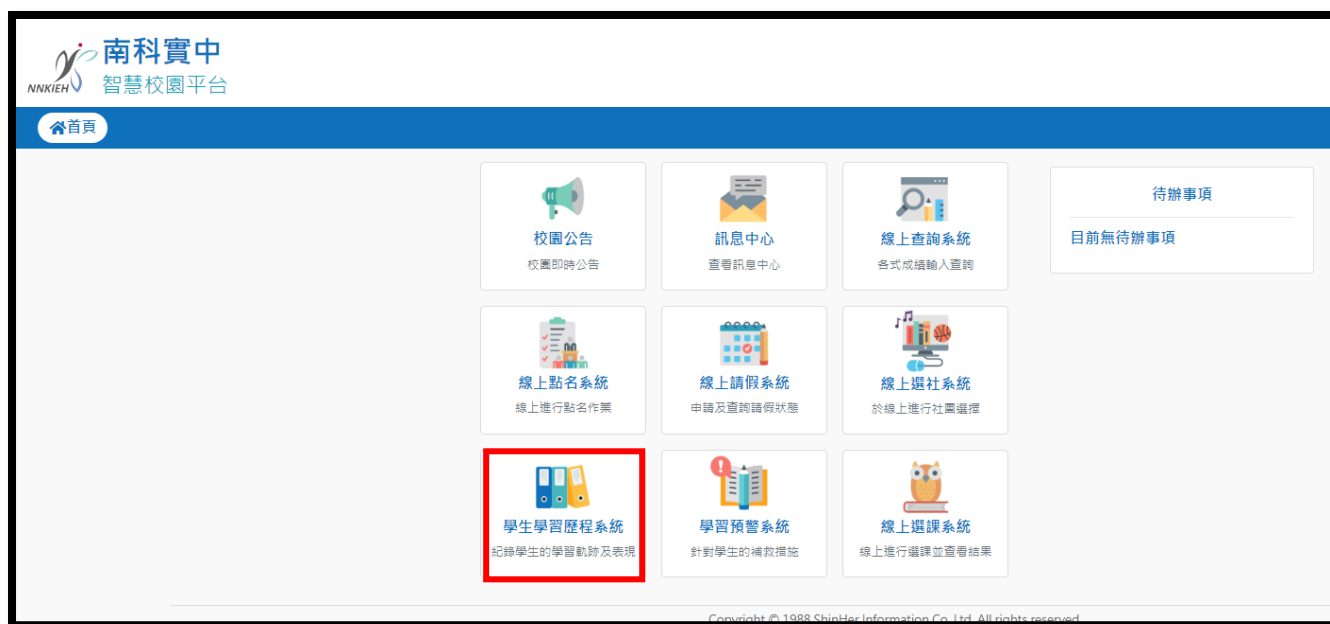 南科實中
NNKIEH
智慧校園平台
首頁
校園公告
校園即時公告
訊息中心
查看訊息中心
線上查詢系統
各式成績輸入查詢
待辦事項
目前無待辦事項
線上點名系統
線上進行點名作業
線上請假系統
申請及查詢請假狀態
線上選社系統
於線上進行社團選擇
學生學習歷程系統
紀錄學生的學習軌跡及表現
學習預警系統
針對學生的補救措施
線上選課系統
線上進行選課並查看結果
Copyright © 1988 ShinHer Information Co. Ltd. All rights reserved